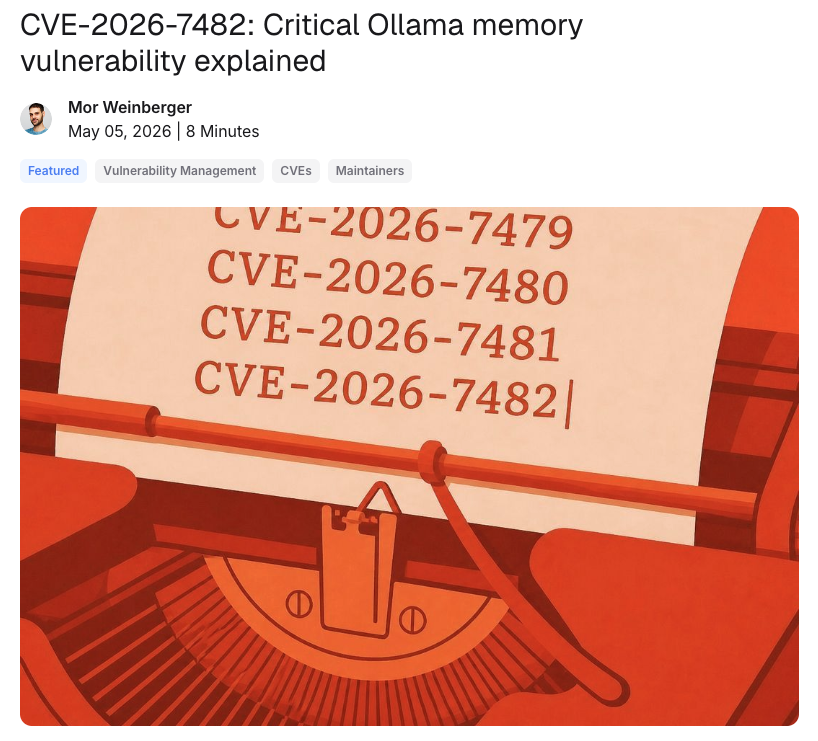 CVE-2026-7482: Critical Ollama memory
vulnerability explained
Mor Weinberger
May 05, 2026 | 8 Minutes
Featured
Vulnerability Management
CVEs
Maintainers
CVE-2026-7479
CVE-2026-7480
CVE-2026-7481
CVE-2026-7482|